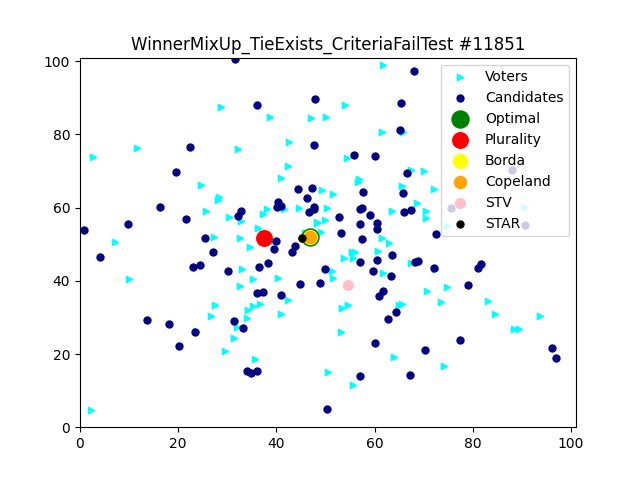 WinnerMixUp_TieExists_CriteriaFailTest #11851
100
80
60
40
20
0
0
20
40
60
80
100
Voters
Candidates
Optimal
Plurality
Borda
Copeland
STV
STAR